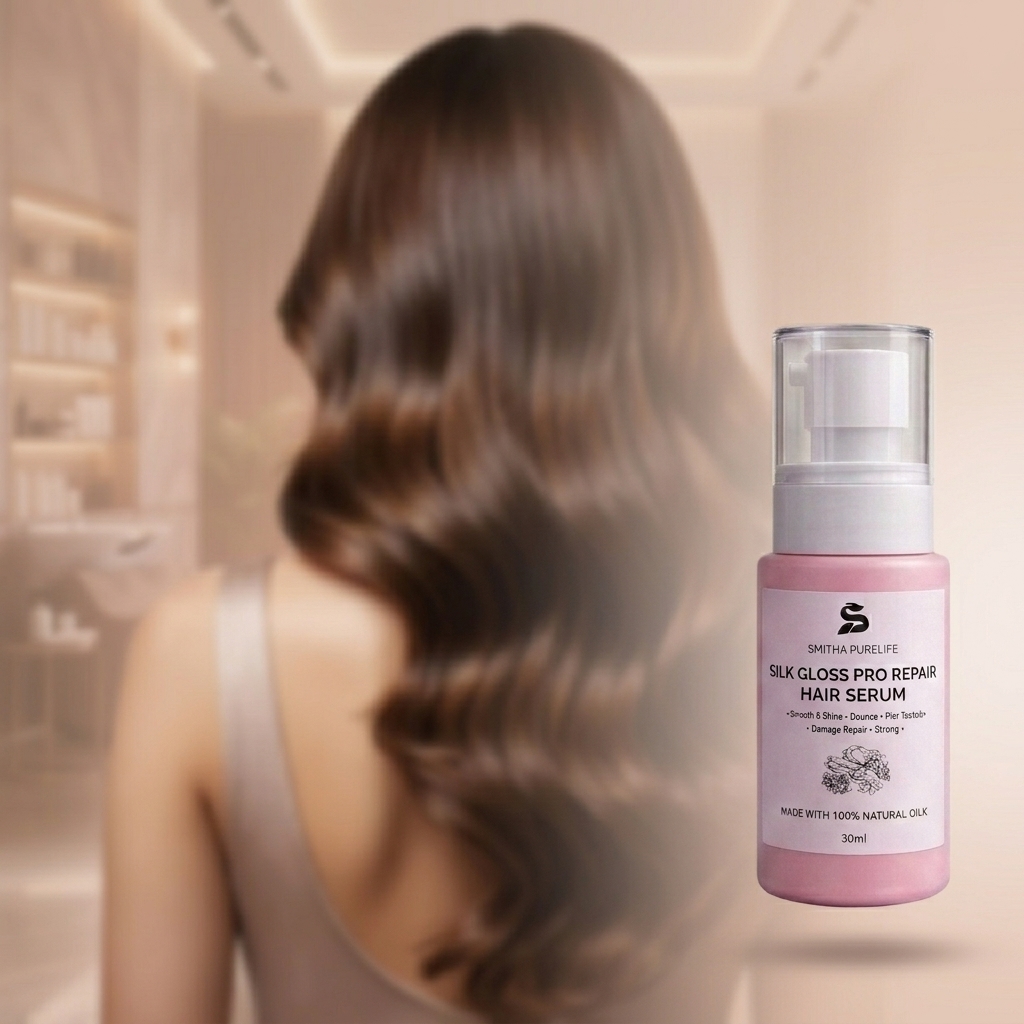 SMITHA PURELIFE
SILK GLOSS PRO REPAIR
HAIR SERUM
• Smooth & Shine • Dounce • Pier Tsstob•
• Damage Repair • Strong •
MADE WITH 100% NATURAL OILK
30ml